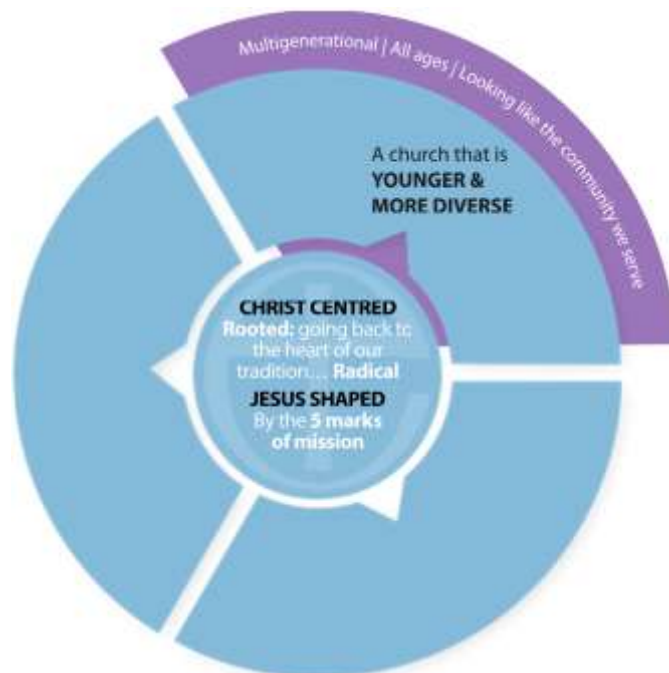 Multigenerational | All ages | Looking like the community we serve
A church that is
YOUNGER &
MORE DIVERSE
CHRIST CENTRED
Rooted: going back to
the heart of our
tradition… Radical
JESUS SHAPED
By the 5 marks
of mission